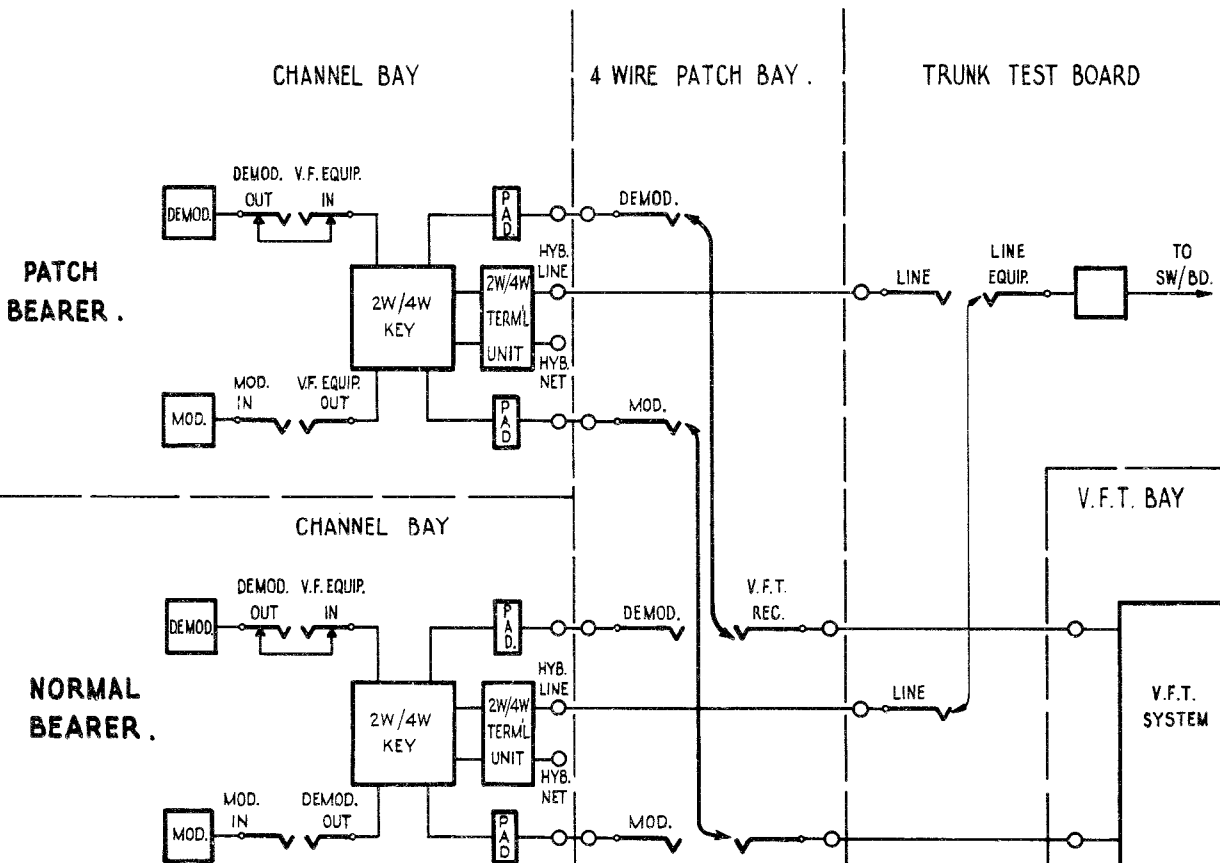 CHANNEL BAY
4 WIRE PATCH BAY.
TRUNK TEST BOARD
PATCH
BEARER.
DEMOD.
DEMOD. V.F. EQUIP.
OUT IN
PAD.
DEMOD.
HYB.
LINE
2W/4W
KEY
2W/4W
TERM'L
UNIT
HYB.
NET
LINE
LINE
EQUIP.
TO
SW/BD.
MOD.
MOD.
IN
V.F. EQUIP.
OUT
PAD
MOD.
CHANNEL BAY
V.F.T. BAY
NORMAL
BEARER.
DEMOD.
DEMOD. V.F. EQUIP.
OUT IN
PAD.
DEMOD.
V.F.T.
REC.
HYB.
LINE
2W/4W
KEY
2W/4W
TERM'L
UNIT
HYB.
NET
LINE
V.F.T.
SYSTEM
MOD.
MOD.
IN
DEMOD.
OUT
PAD
MOD.